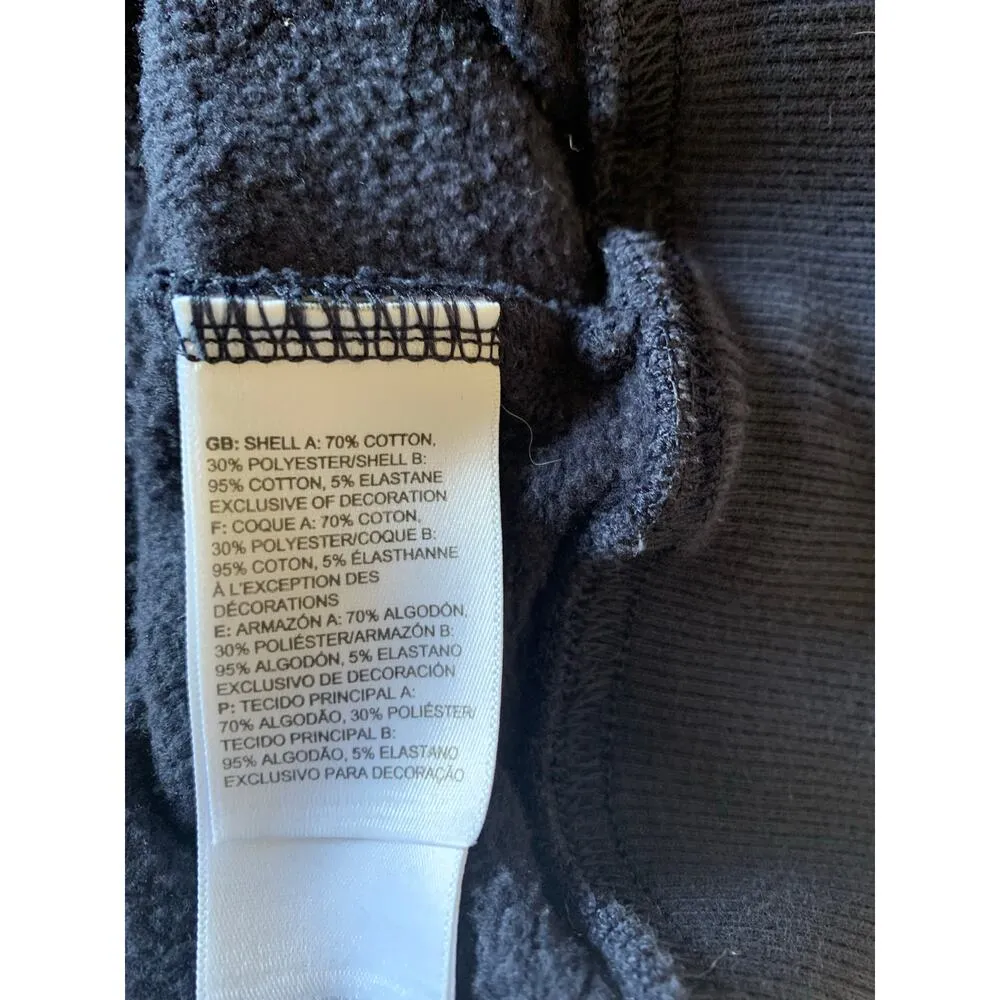 GB: SHELL A: 70% COTTON,
30% POLYESTER/SHELL B:
95% COTTON, 5% ELASTANE
EXCLUSIVE OF DECORATION
F: COQUE A: 70% COTON,
30% POLYESTER/COQUE B:
95% COTON, 5% ÉLASTHANNE
À L'EXCEPTION DES
DÉCORATIONS
E: ARMAZÓN A: 70% ALGODÓN,
30% POLIÉSTER/ARMAZÓN B:
95% ALGODÓN, 5% ELASTANO
EXCLUSIVO DE DECORACIÓN
P: TECIDO PRINCIPAL A:
70% ALGODÃO, 30% POLIÉSTER/
TECIDO PRINCIPAL B:
95% ALGODÃO, 5% ELASTANO
EXCLUSIVO PARA DECORAÇÃO